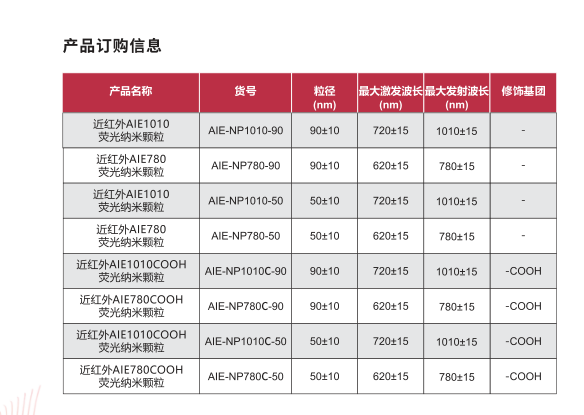 产品订购信息
产品名称 货号 粒径 最大激发波长 最大发射波长 修饰基团
(nm) (nm) (nm)
近红外AIE1010
荧光纳米颗粒 AIE-NP1010-90 90±10 720±15 1010±15 -
近红外AIE780
荧光纳米颗粒 AIE-NP780-90 90±10 620±15 780±15 -
近红外AIE1010
荧光纳米颗粒 AIE-NP1010-50 50±10 720±15 1010±15 -
近红外AIE780
荧光纳米颗粒 AIE-NP780-50 50±10 620±15 780±15 -
近红外AIE1010COOH
荧光纳米颗粒 AIE-NP1010C-90 90±10 720±15 1010±15 -COOH
近红外AIE780COOH
荧光纳米颗粒 AIE-NP780C-90 90±10 620±15 780±15 -COOH
近红外AIE1010COOH
荧光纳米颗粒 AIE-NP1010C-50 50±10 720±15 1010±15 -COOH
近红外AIE780COOH
荧光纳米颗粒 AIE-NP780C-50 50±10 620±15 780±15 -COOH